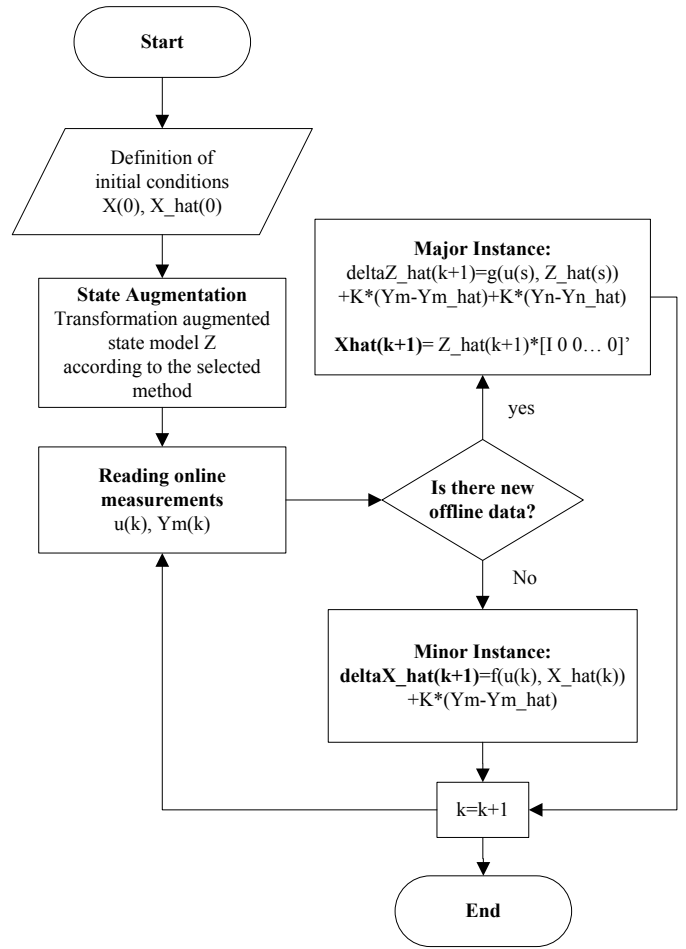 Start
Definition of
initial conditions
X(0), X_hat(0)
State Augmentation
Transformation augmented
state model Z
according to the selected
method
Reading online
measurements
u(k), Ym(k)
Is there new
offline data?
yes
Major Instance:
deltaZ_hat(k+1)=g(u(s), Z_hat(s))
+K*(Ym-Ym_hat)+K*(Yn-Yn_hat)
Xhat(k+1)= Z_hat(k+1)*[I 0 0… 0]’
No
Minor Instance:
deltaX_hat(k+1)=f(u(k), X_hat(k))
+K*(Ym-Ym_hat)
k=k+1
End